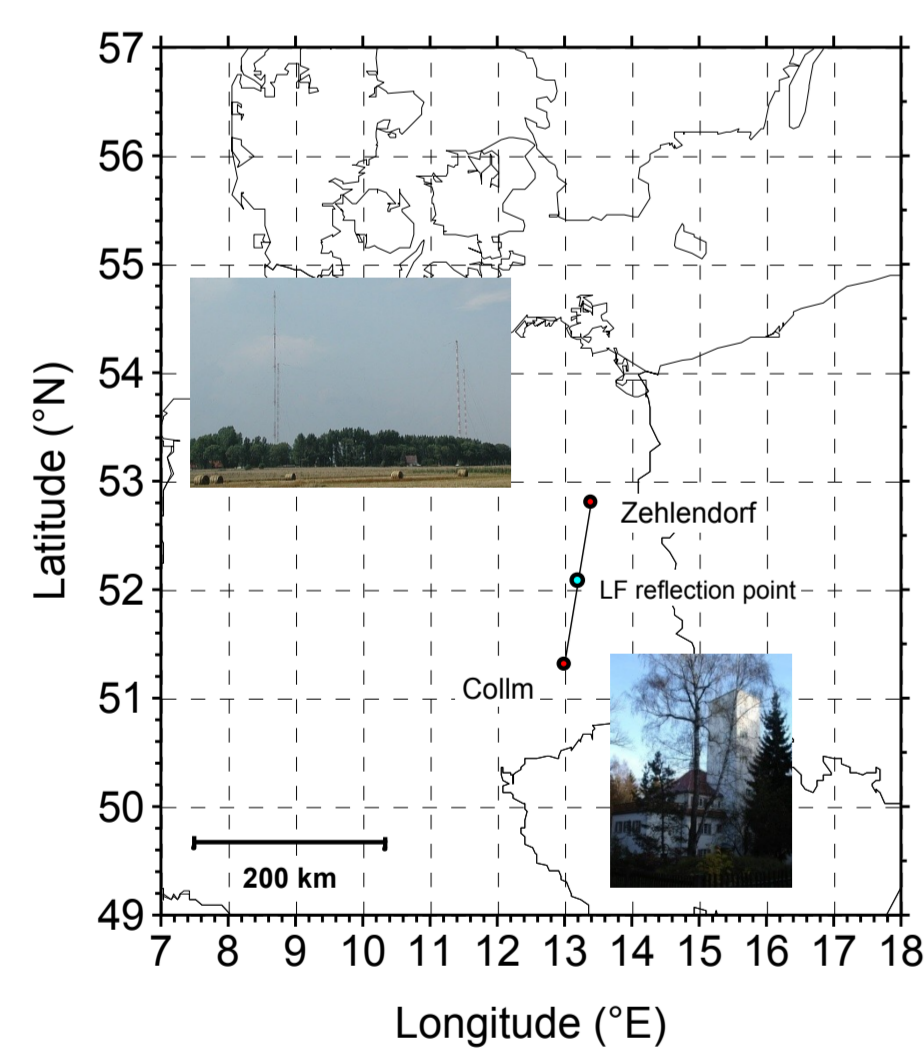 57
56
55
54
53
52
51
50
49
Latitude (°N)
Zehlendorf
LF reflection point
Collm
200 km
7 8 9 10 11 12 13 14 15 16 17 18
Longitude (°E)